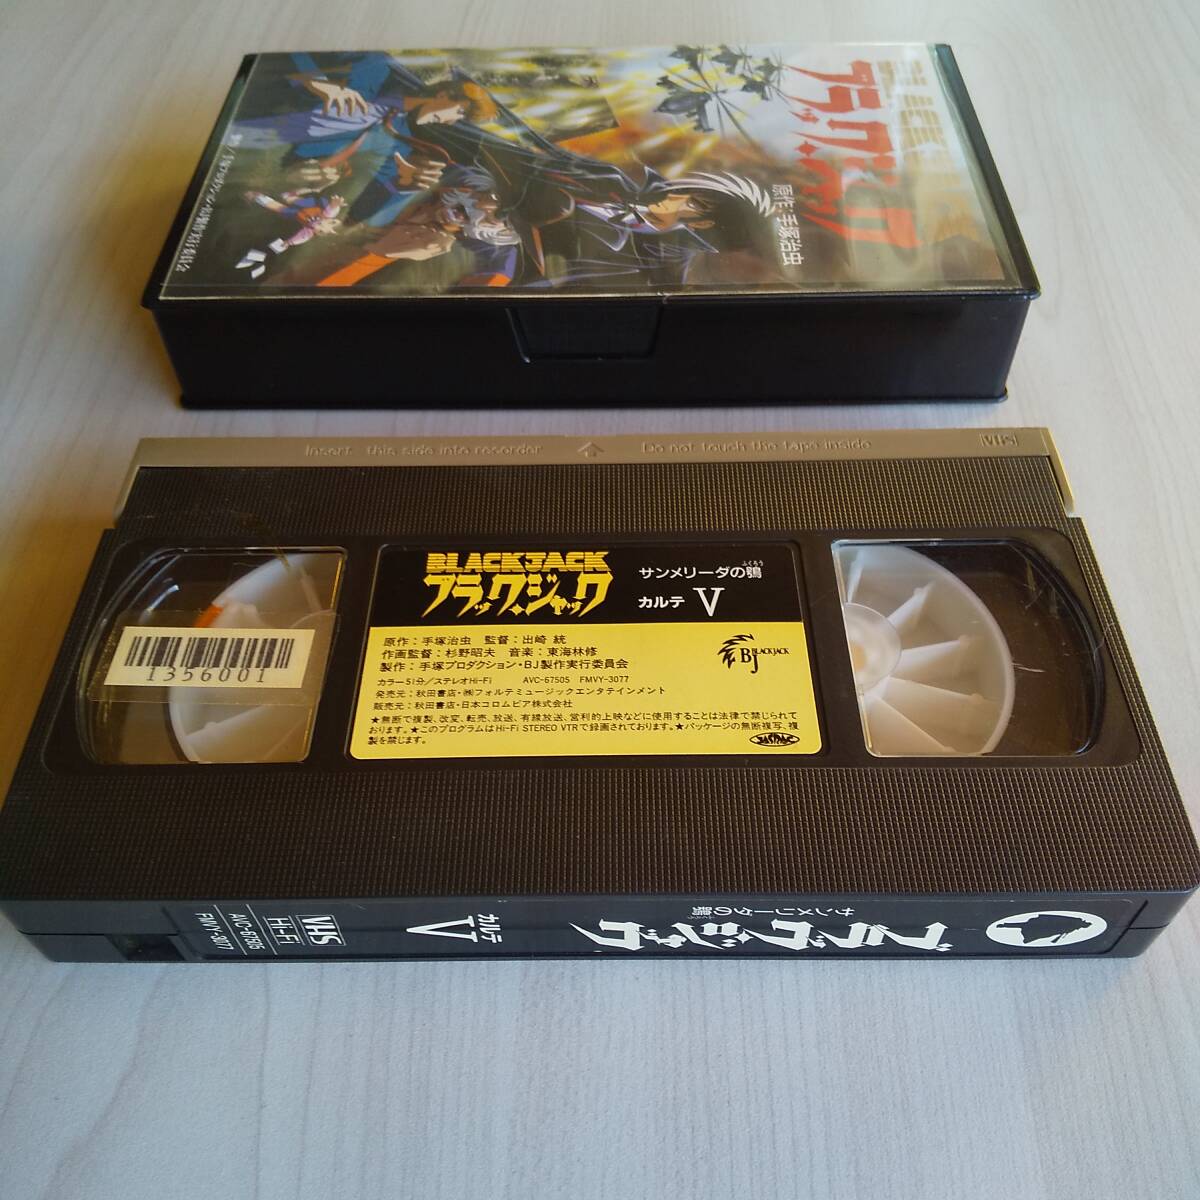 ブラック・ジャック
原作 手塚治虫
Insert this side into recorder
Do not touch the tape inside
VHS
BLACKJACK
ブラック・ジャック
サンメリーダの鴞
ふくろう
カルテ V
原作：手塚治虫 監督：出崎 統
作画監督：杉野昭夫 音楽：東海林修
製作：手塚プロダクション・BJ製作実行委員会
カラー51分／ステレオHi-Fi AVC-67505 FMVY-3077
発売元：秋田書店・㈱フォルテミュージックエンタテインメント
販売元：秋田書店・日本コロムビア株式会社
★無断で複製、改変、転売、放送、有線放送、営利的上映などに使用することは法律で禁じられて
おります。★このプログラムはHi-Fi STEREO VTRで録画されております。★パッケージの無断複写、複
製を禁じます。
BJ BLACKJACK
JASRAC
1356001
VHS
Hi-Fi
AVC-67505
FMVY-3077
カルテ
V
ブラック・ジャック
サンメリーダの鴞
ふくろう